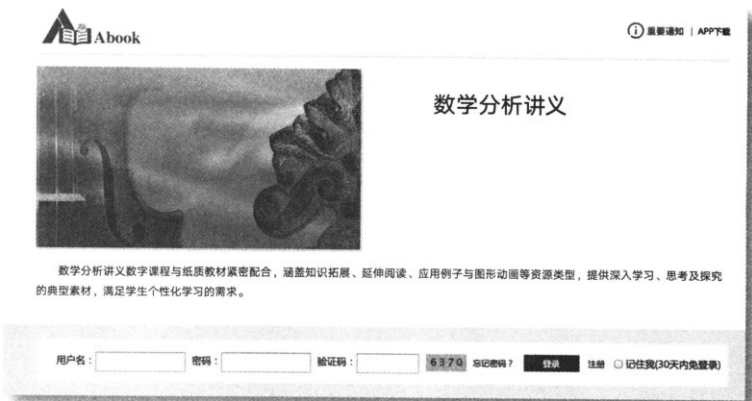 Abook
重要通知 | APP下载
数学分析讲义
数学分析讲义数字课程与纸质教材紧密配合，涵盖知识拓展、延伸阅读、应用例子与图形动画等资源类型，提供深入学习、思考及探究
的典型素材，满足学生个性化学习的需求。
用户名： 密码： 验证码： 6370 忘记密码？ 登录 注册 记住我(30天内免登录)